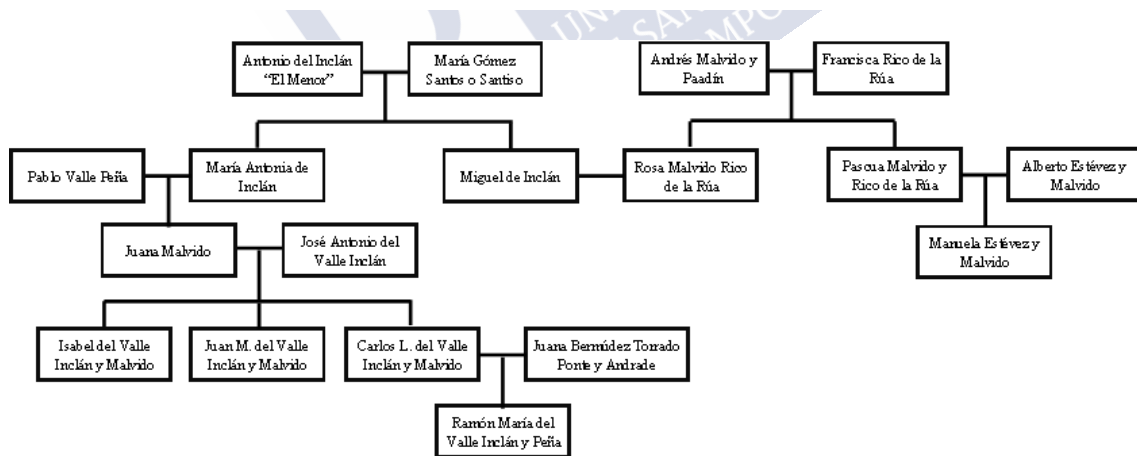 UNI
SAN
MPO
Antonio del Inclán
“El Menor”
María Gómez
Santos o Santiso
Andrés Malvido y
Paadín
Francisca Rico de la
Rúa
Pablo Valle Peña
María Antonia de
Inclán
Miguel de Inclán
Rosa Malvido Rico
de la Rúa
Pascua Malvido y
Rico de la Rúa
Alberto Estévez y
Malvido
Juana Malvido
José Antonio del
Valle Inclán
Manuela Estévez y
Malvido
Isabel del Valle
Inclán y Malvido
Juan M. del Valle
Inclán y Malvido
Carlos L. del Valle
Inclán y Malvido
Juana Bermúdez Torrado
Ponte y Andrade
Ramón María del
Valle Inclán y Peña